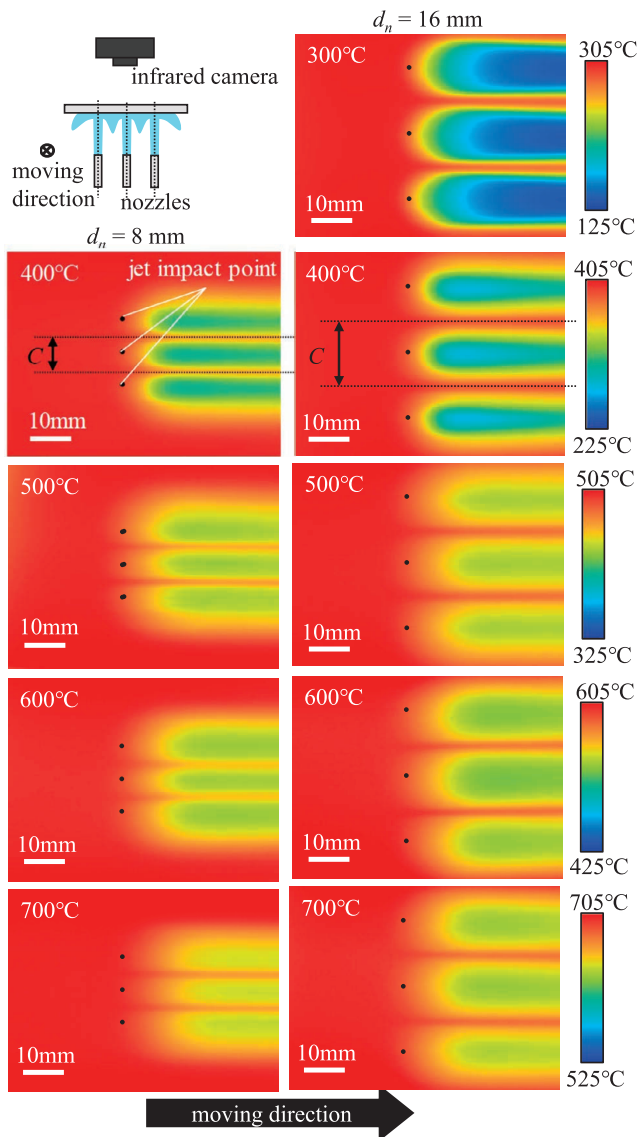 dn = 16 mm
infrared camera
moving
direction
nozzles
300°C
10mm
305°C
125°C
dn = 8 mm
400°C
jet impact point
C
10mm
400°C
C
10mm
405°C
225°C
500°C
10mm
500°C
10mm
505°C
325°C
600°C
10mm
600°C
10mm
605°C
425°C
700°C
10mm
700°C
10mm
705°C
525°C
moving direction